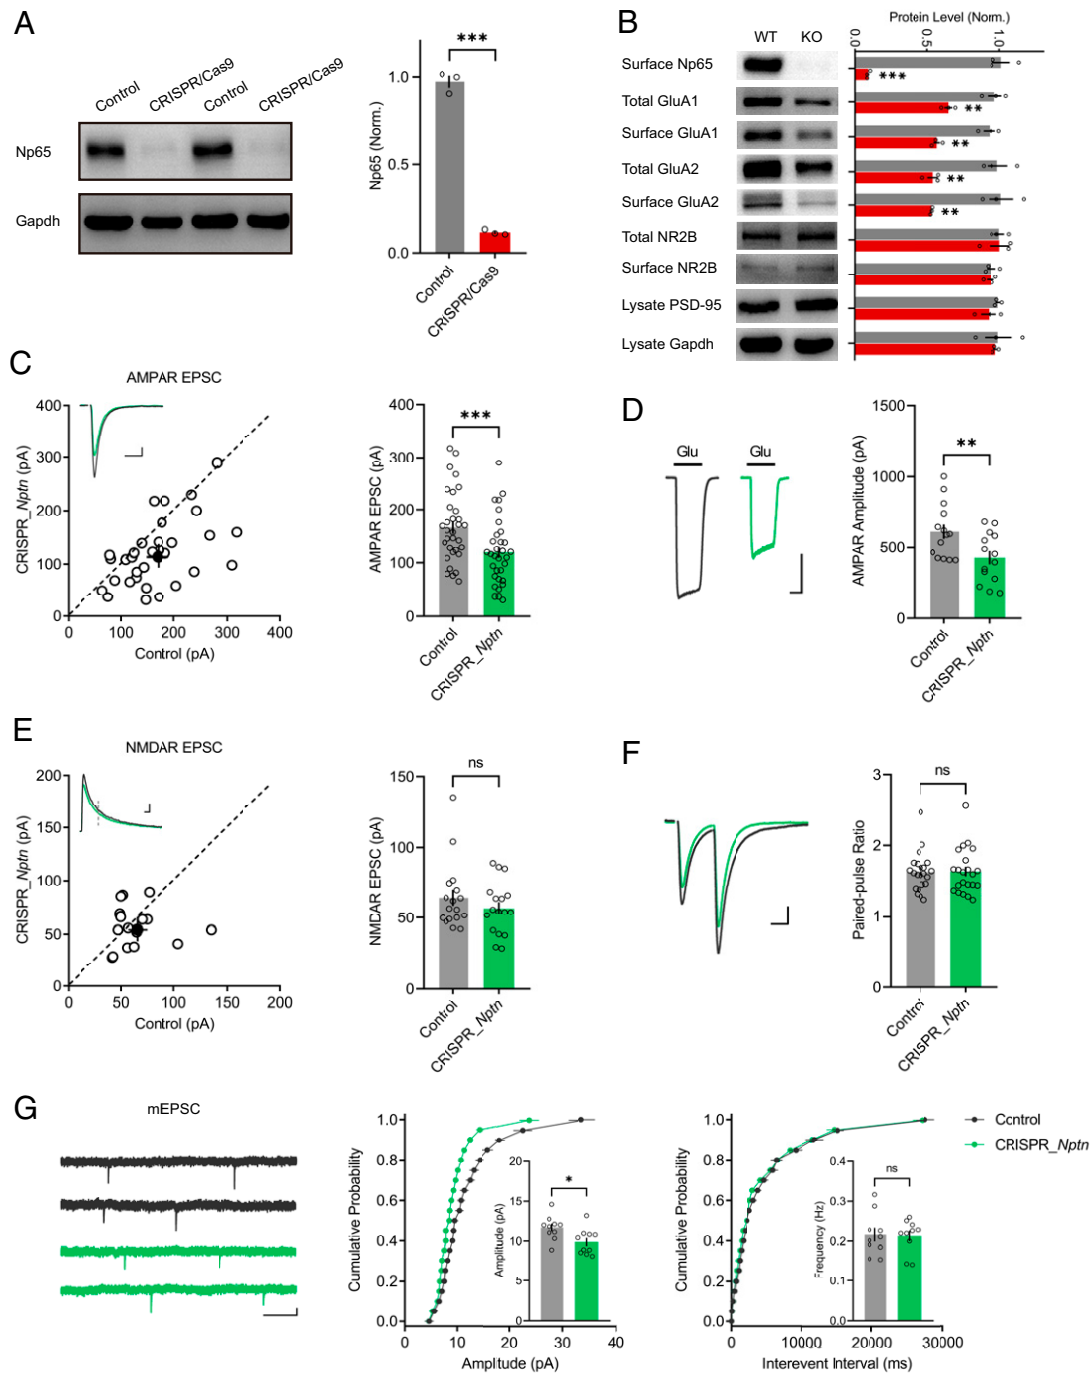 A
Control
CRISPR/Cas9
Control
CRISPR/Cas9
Np65
Gapdh
***
Np65 (Norm.)
1.0
0.5
0.0
Control
CRISPR/Cas9
B
WT KO
Protein Level (Norm.)
0.0 0.5 1.0
Surface Np65
***
Total GluA1
**
Surface GluA1
**
Total GluA2
**
Surface GluA2
**
Total NR2B
Surface NR2B
Lysate PSD-95
Lysate Gapdh
C
AMPAR EPSC
CRISPR_Nptn (pA)
400
300
200
100
0
0 100 200 300 400
Control (pA)
AMPAR EPSC (pA)
400
300
200
100
0
***
Control
CRISPR_Nptn
D
Glu Glu
AMPAR Amplitude (pA)
1500
1000
500
0
**
Control
CRISPR_Nptn
E
NMDAR EPSC
CRISPR_Nptn (pA)
200
150
100
50
0
0 50 100 150 200
Control (pA)
NMDAR EPSC (pA)
150
100
50
0
ns
Control
CRISPR_Nptn
F
Paired-pulse Ratio
3
2
1
0
ns
Control
CRISPR_Nptn
G
mEPSC
Cumulative Probability
1.0
0.8
0.6
0.4
0.2
0.0
0 10 20 30 40
Amplitude (pA)
Amplitude (pA)
20
15
10
5
0
*
Cumulative Probability
1.0
0.8
0.6
0.4
0.2
0.0
0 10000 20000 30000
Interevent Interval (ms)
Frequency (Hz)
0.4
0.3
0.2
0.1
0.0
ns
Control
CRISPR_Nptn